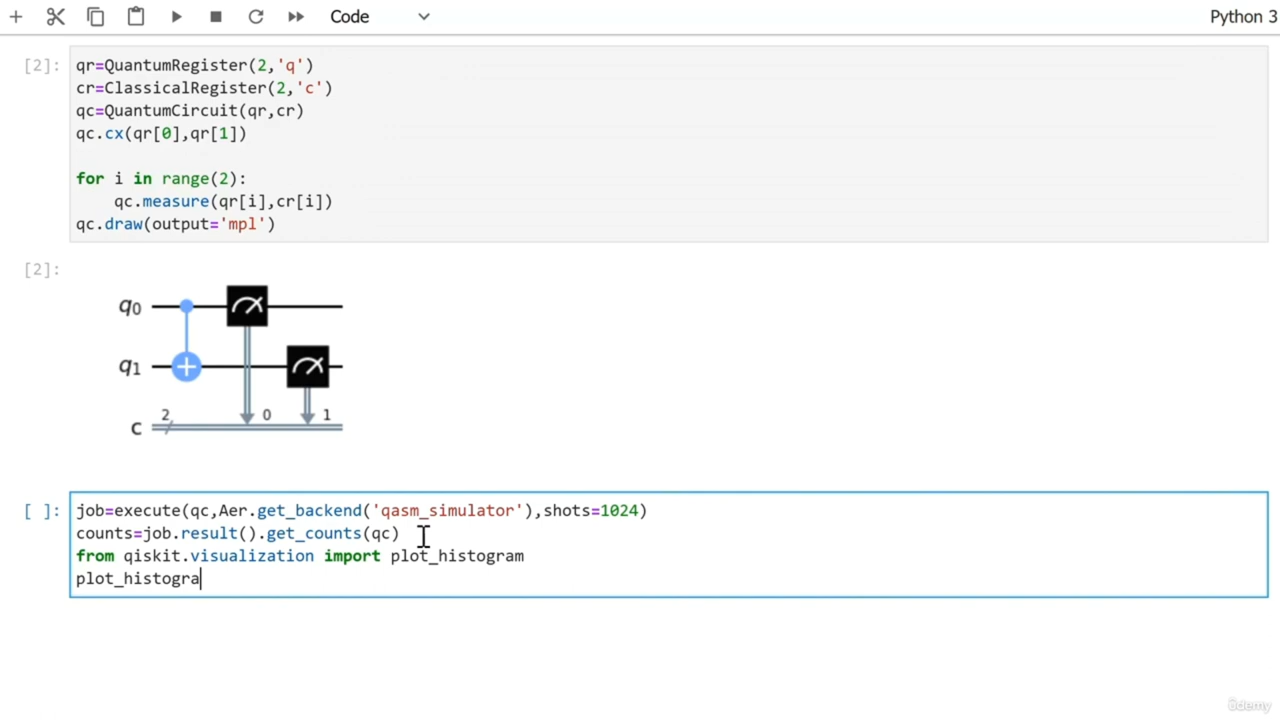 Code
Python 3
[2]:
qr=QuantumRegister(2,'q')
cr=ClassicalRegister(2,'c')
qc=QuantumCircuit(qr,cr)
qc.cx(qr[0],qr[1])
for i in range(2):
    qc.measure(qr[i],cr[i])
qc.draw(output='mpl')
[2]:
q0
q1
2 0 1
c
[ ]:
job=execute(qc,Aer.get_backend('qasm_simulator'),shots=1024)
counts=job.result().get_counts(qc)
from qiskit.visualization import plot_histogram
plot_histogra
ûdemy